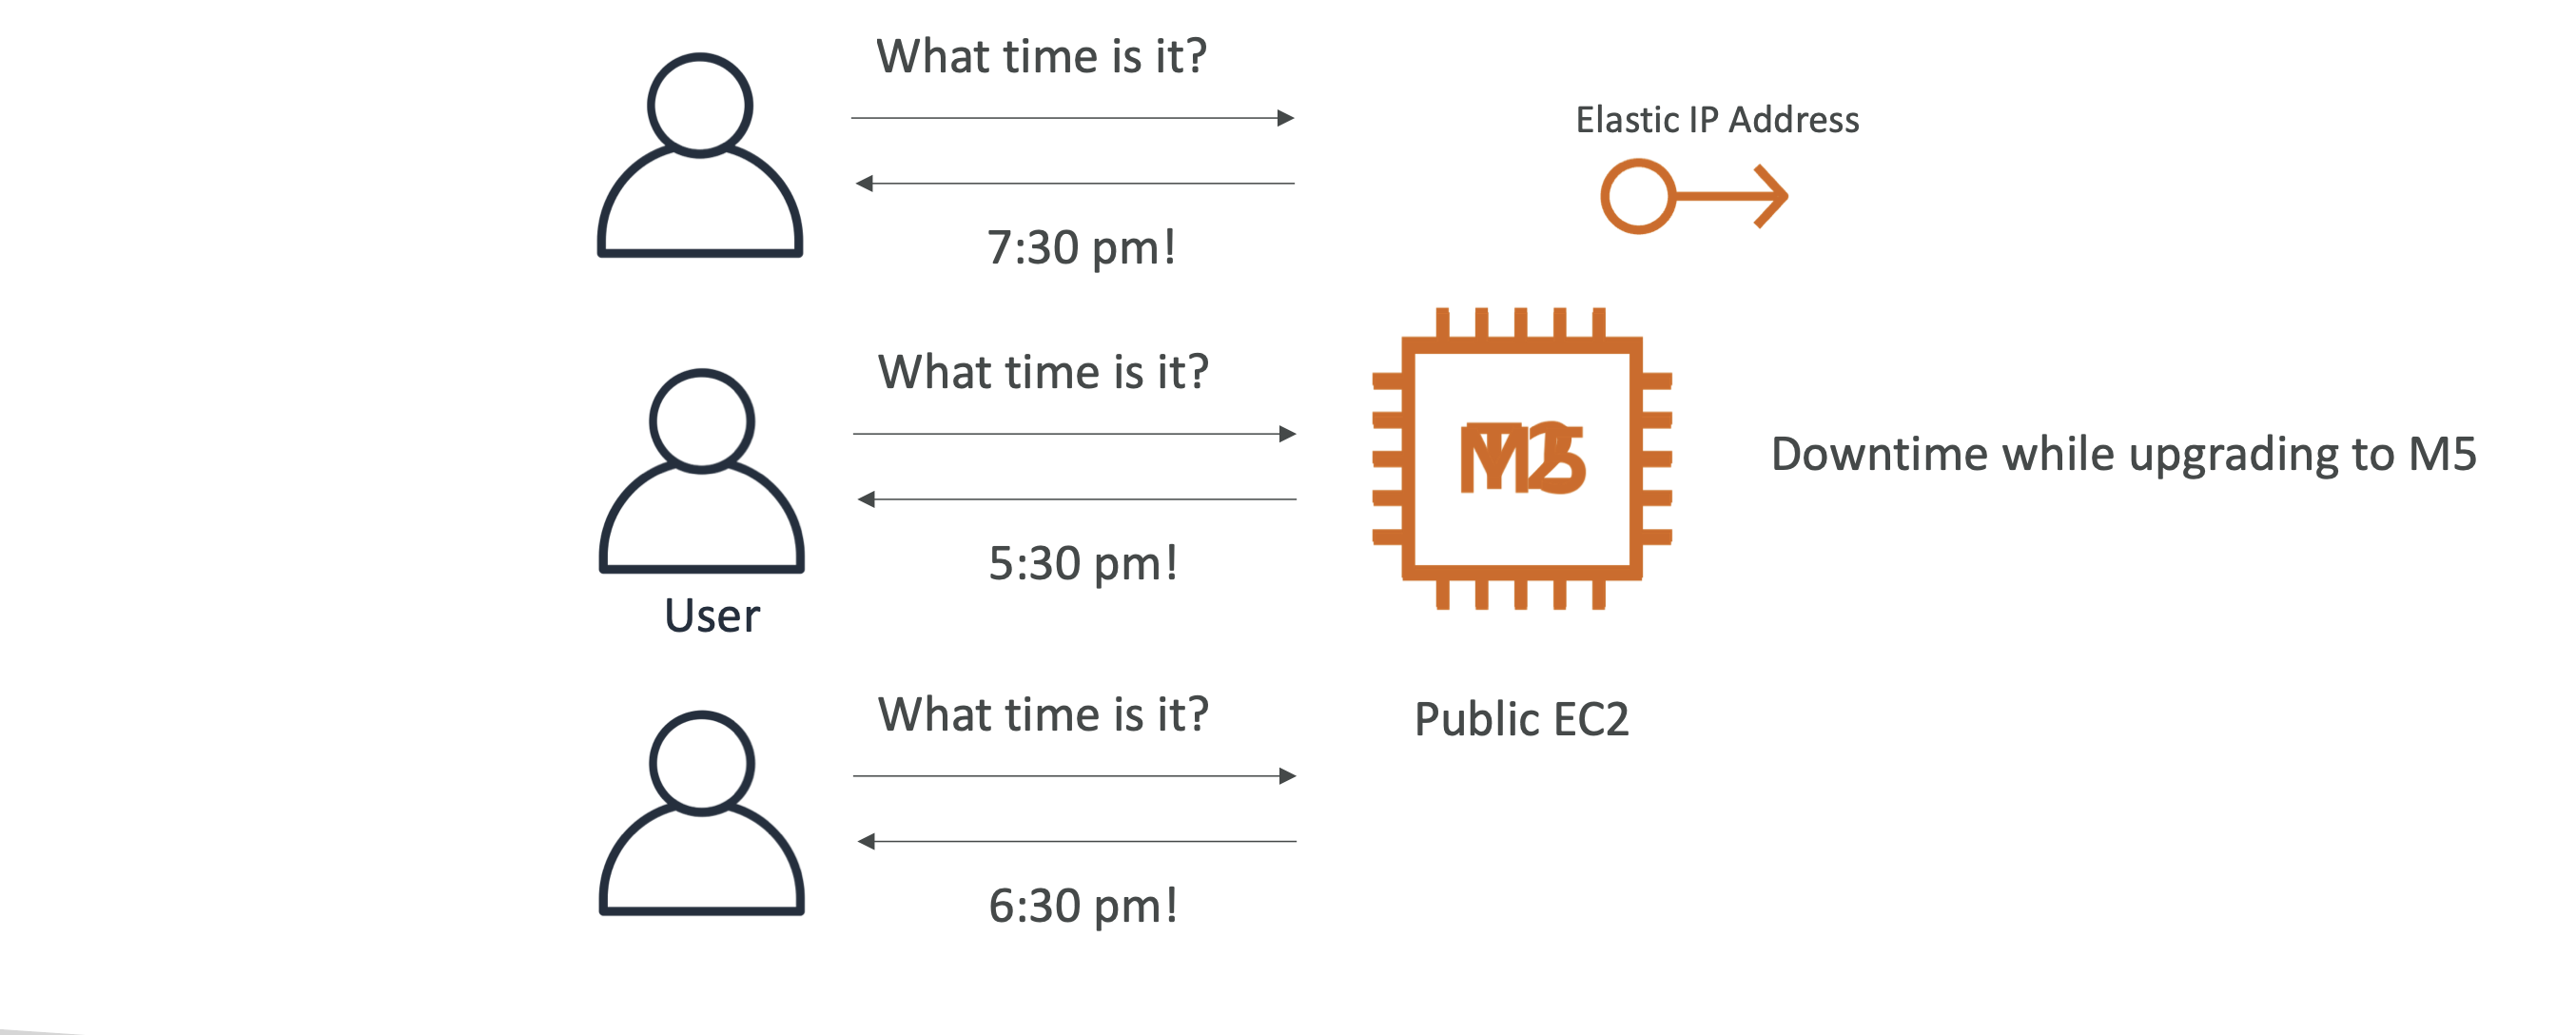 What time is it?
7:30 pm!
Elastic IP Address
What time is it?
5:30 pm!
User
M5
T2
Downtime while upgrading to M5
What time is it?
6:30 pm!
Public EC2